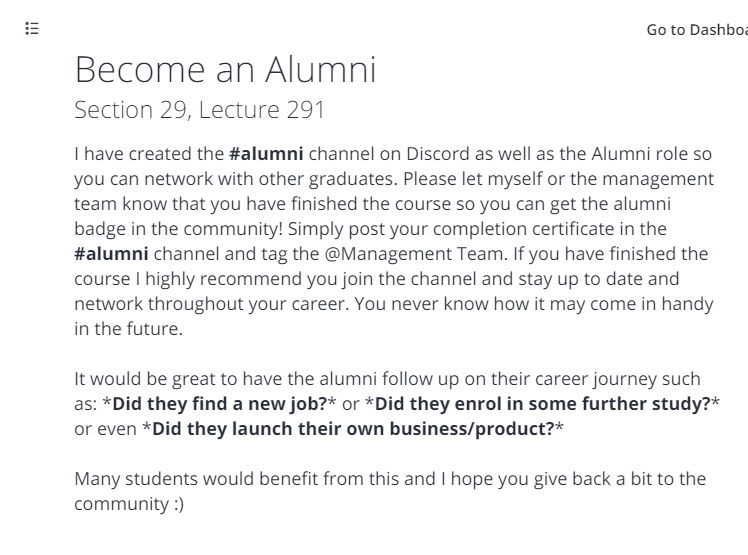 Go to Dashboa
Become an Alumni
Section 29, Lecture 291
I have created the #alumni channel on Discord as well as the Alumni role so
you can network with other graduates. Please let myself or the management
team know that you have finished the course so you can get the alumni
badge in the community! Simply post your completion certificate in the
#alumni channel and tag the @Management Team. If you have finished the
course I highly recommend you join the channel and stay up to date and
network throughout your career. You never know how it may come in handy
in the future.
It would be great to have the alumni follow up on their career journey such
as: *Did they find a new job?* or *Did they enrol in some further study?*
or even *Did they launch their own business/product?*
Many students would benefit from this and I hope you give back a bit to the
community :)